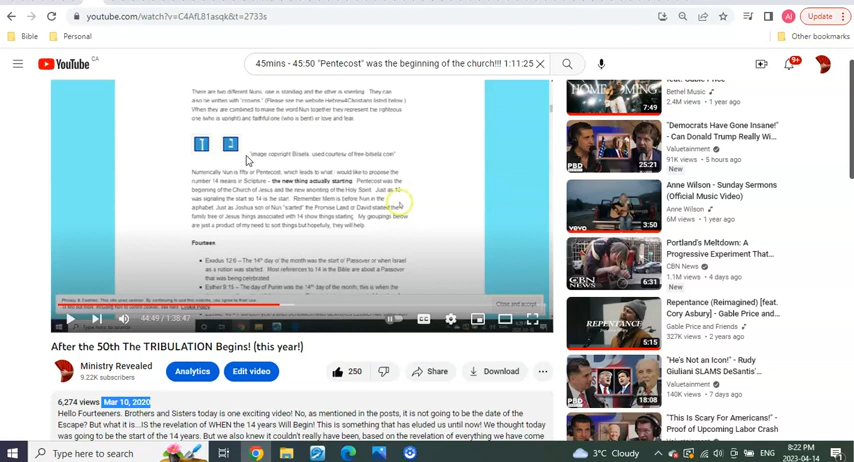 youtube.com/watch?v=C4AfL81asqk&t=2733s
AI
Update
Bible
Personal
Other bookmarks
YouTube CA
45mins - 45:50 "Pentecost" was the beginning of the church!!! 1:11:25
9+
There are two different Nuns, one is standing and the other is kneeling. They can
When they are combined to make the word Nun together they represent the righteous
one (who is upright) and faithful one (who is bent) or love and fear.
"image copyright Bitsela, used courtesy of free-bitsela.com"
Numerically Nun is fifty or Pentecost, which leads to what I would like to propose the
number 14 means in Scripture – the new thing actually starting. Pentecost was the
beginning of the Church of Jesus and the new anointing of the Holy Spirit. Just as 13
was signaling the start so 14 is the start. Remember Mem is before Nun in the
alphabet. Just as Joshua son of Nun "started" the Promise Land or David started the
family tree of Jesus things associated with 14 show things starting. My groupings below
are just a product of my need to sort things but hopefully, they will help.
Fourteen
Exodus 12:6 – The 14th day of the month was the start of Passover or when Israel
as a nation was started. Most references to 14 in the Bible are about a Passover
that was being celebrated.
Esther 9:15 – The day of Purim was the 14th day of the month; this is when the
Close and accept
44:49 / 1:38:47
After the 50th The TRIBULATION Begins! (this year!)
Ministry Revealed
9.22K subscribers
Analytics
Edit video
250
Share
Download
6,274 views Mar 10, 2020
Hello Fourteeners. Brothers and Sisters today is one exciting video! No, as mentioned in the posts, it is not going to be the date of the
Escape? But what it is...IS the revelation of WHEN the 14 years Will Begin! This is something that has eluded us until now! We thought today
was going to be the start of the 14 years. But we also knew it couldn't really have been, based on the revelation of everything we have come
HOMECOMING
7:49
feat. Gable Price
Bethel Music
2.4M views • 1 year ago
PBD
25:21
"Democrats Have Gone Insane!"
- Can Donald Trump Really Wi...
Valuetainment
91K views • 5 hours ago
New
vevo
3:50
Anne Wilson - Sunday Sermons
(Official Music Video)
Anne Wilson
6M views • 1 year ago
CBN NEWS
6:31
Portland's Meltdown: A
Progressive Experiment That...
CBN News
1.1M views • 4 days ago
New
REPENTANCE
5:15
Repentance (Reimagined) [feat.
Cory Asbury] - Gable Price and...
Gable Price and Friends
327K views • 2 years ago
PBD
18:08
"He's Not an Icon!" - Rudy
Giuliani SLAMS DeSantis'...
Valuetainment
140K views • 7 days ago
"This Is Scary For Americans!" -
Proof of Upcoming Labor Crash
Valuetainment
Type here to search
3°C Cloudy
ENG
8:22 PM
2023-04-14